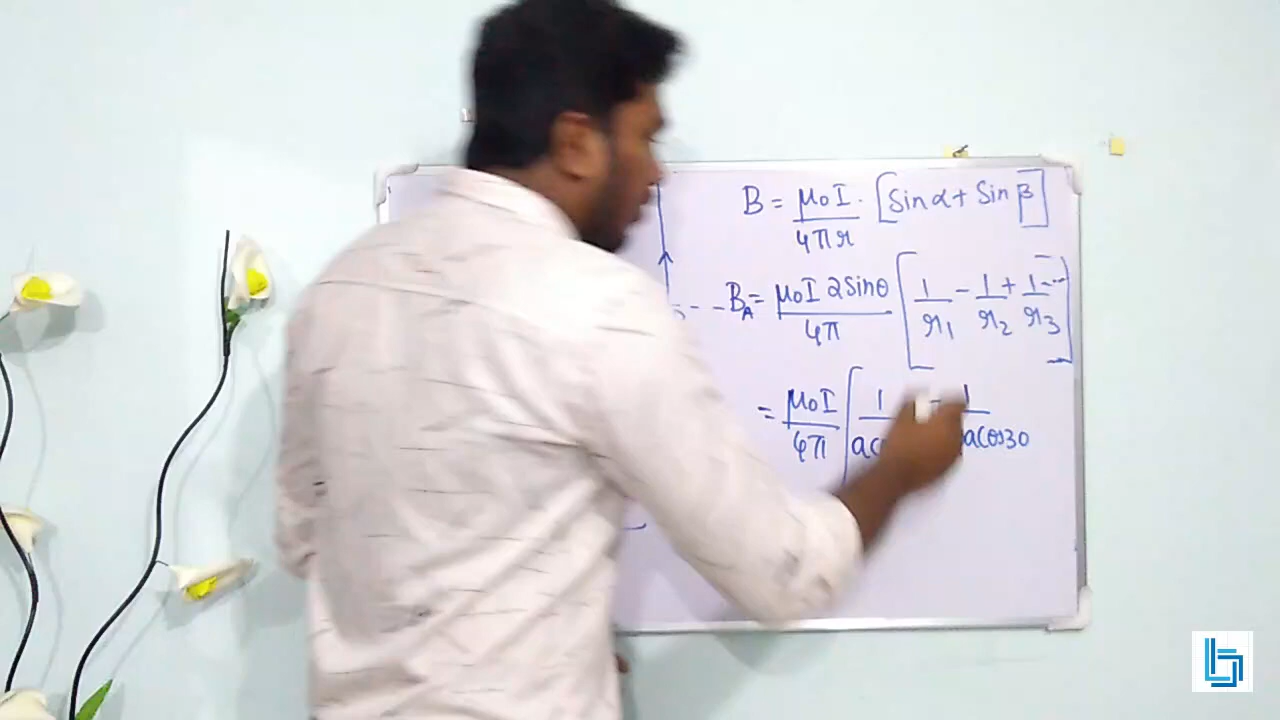 B = μ₀I/4πr · [Sin α + Sin β]
B_A = μ₀I 2Sinθ/4π [1/r₁ - 1/r₂ + 1/r₃ ---]
= μ₀I/4π [1/ac 1/acos30